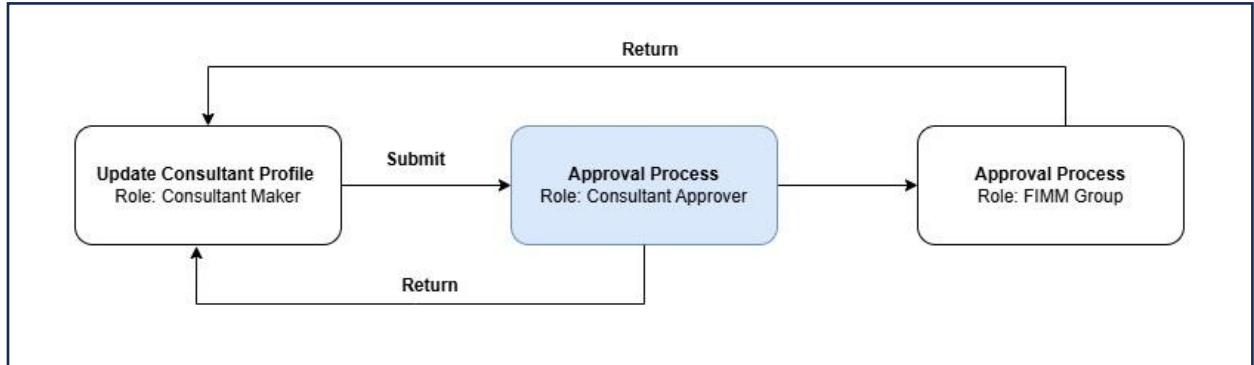 Return
Update Consultant Profile
Role: Consultant Maker
Submit
Approval Process
Role: Consultant Approver
Approval Process
Role: FIMM Group
Return